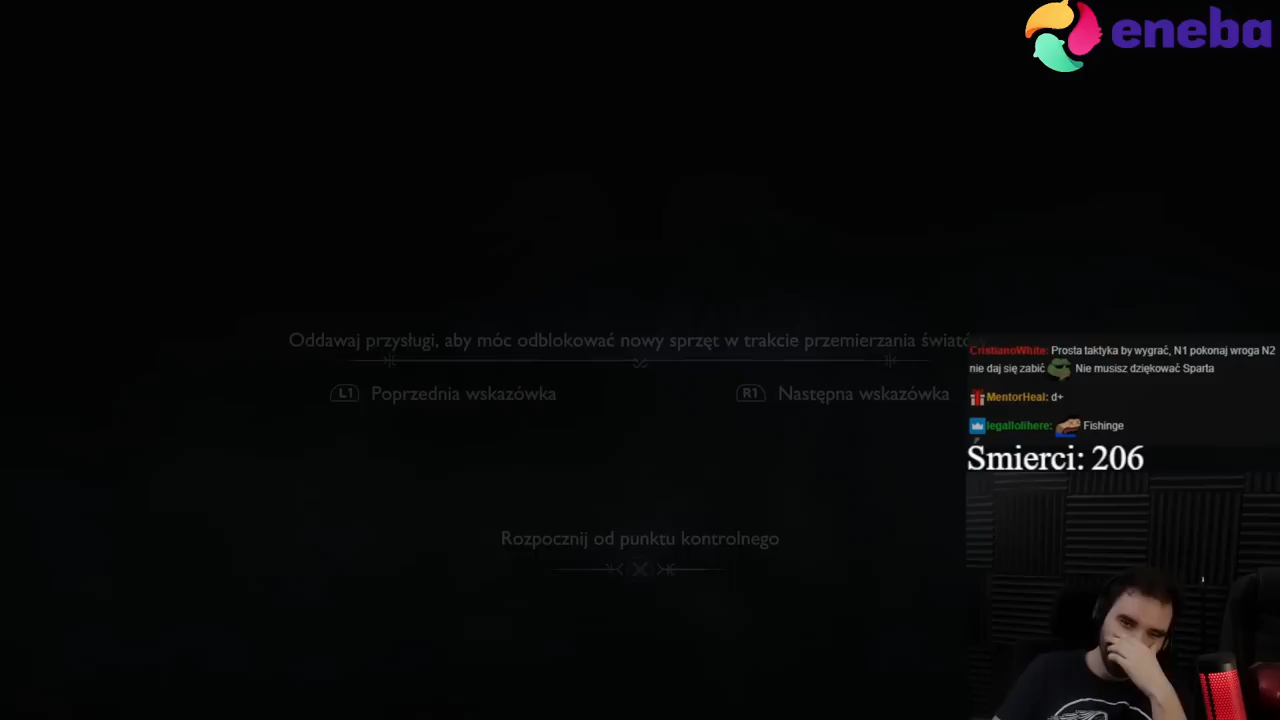 eneba
Oddawaj przysługi, aby móc odblokować nowy sprzęt w trakcie przemierzania
L1 Poprzednia wskazówka
R1 Następna wskazówka
CristianoWhite: Prosta taktyka by wygrać, N1 pokonaj wroga N2
nie daj się zabić Nie musisz dziękować Sparta
MentorHeal: d+
legallolihere: Fishinge
Śmierci: 206
Rozpocznij od punktu kontrolnego